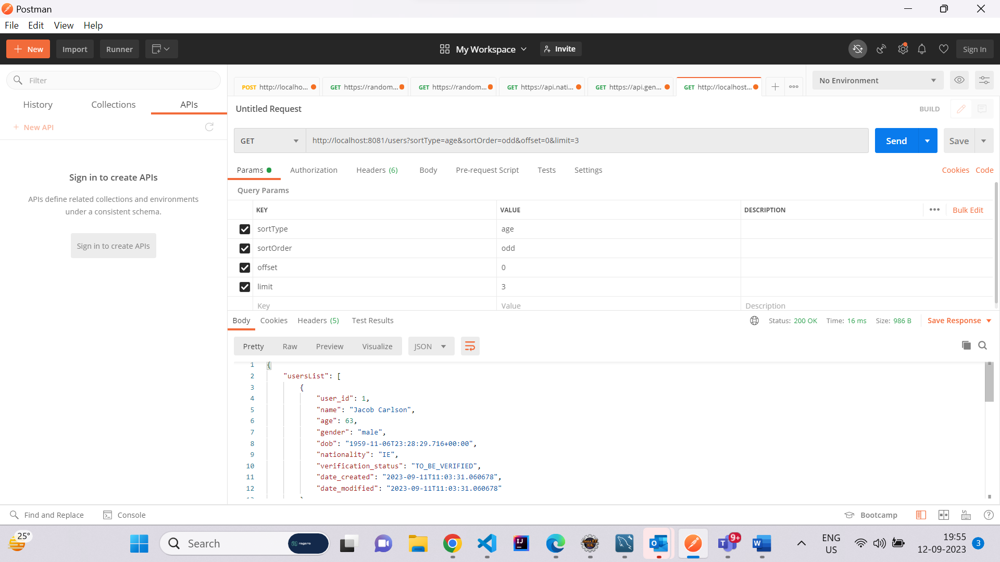 Postman
File Edit View Help
New Import Runner My Workspace Invite Sign In
Filter
History Collections APIs
+ New API
Sign in to create APIs
APIs define related collections and environments
under a consistent schema.
Sign in to create APIs
POST http://localho... GET https://random... GET https://random... GET https://api.nati... GET https://api.gen... GET http://localhost... No Environment
Untitled Request BUILD
GET http://localhost:8081/users?sortType=age&sortOrder=odd&offset=0&limit=3 Send Save
Params Authorization Headers (6) Body Pre-request Script Tests Settings Cookies Code
Query Params
KEY VALUE DESCRIPTION ••• Bulk Edit
sortType age
sortOrder odd
offset 0
limit 3
Key Value Description
Body Cookies Headers (5) Test Results Status: 200 OK Time: 16 ms Size: 986 B Save Response
Pretty Raw Preview Visualize JSON
1 {
2 "usersList": [
3 {
4 "user_id": 1,
5 "name": "Jacob Carlson",
6 "age": 63,
7 "gender": "male",
8 "dob": "1959-11-06T23:28:29.716+00:00",
9 "nationality": "IE",
10 "verification_status": "TO_BE_VERIFIED",
11 "date_created": "2023-09-11T11:03:31.060678",
12 "date_modified": "2023-09-11T11:03:31.060678"
Find and Replace Console Bootcamp
25° Search nagarro IJ 9+ ENG 19:55
US 12-09-2023 3